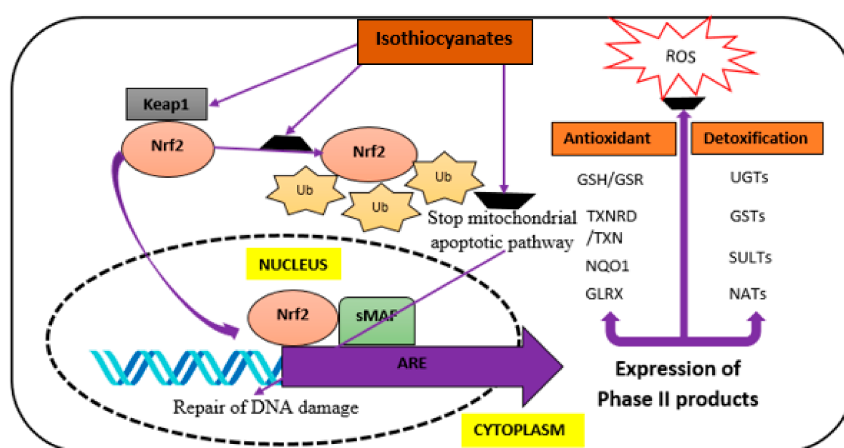 Isothiocyanates
ROS
Keap1
Nrf2
Nrf2
Ub
Ub
Ub
Antioxidant
Detoxification
GSH/GSR
TXNRD
/TXN
NQO1
GLRX
UGTs
GSTs
SULTs
NATs
Stop mitochondrial
apoptotic pathway
NUCLEUS
Nrf2
sMAF
ARE
Repair of DNA damage
CYTOPLASM
Expression of
Phase II products